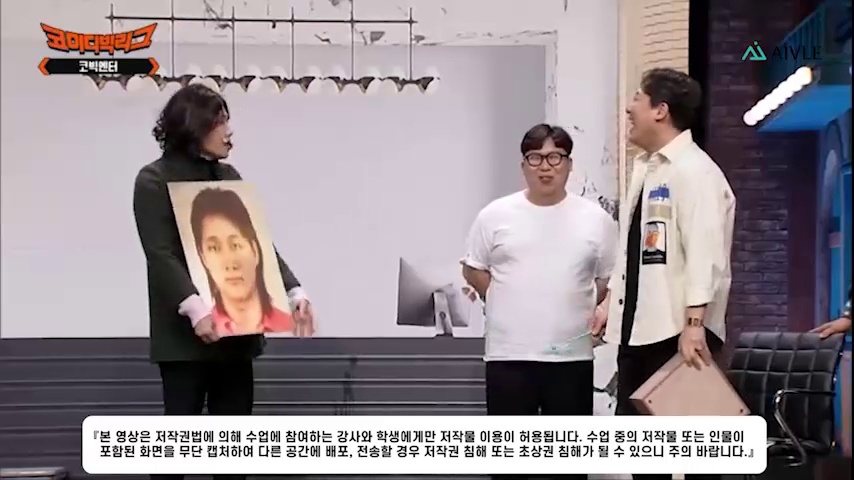 코미디빅리그
코빅엔터
AIVLE
『본 영상은 저작권법에 의해 수업에 참여하는 강사와 학생에게만 저작물 이용이 허용됩니다. 수업 중의 저작물 또는 인물이
포함된 화면을 무단 캡처하여 다른 공간에 배포, 전송할 경우 저작권 침해 또는 초상권 침해가 될 수 있으니 주의 바랍니다.』